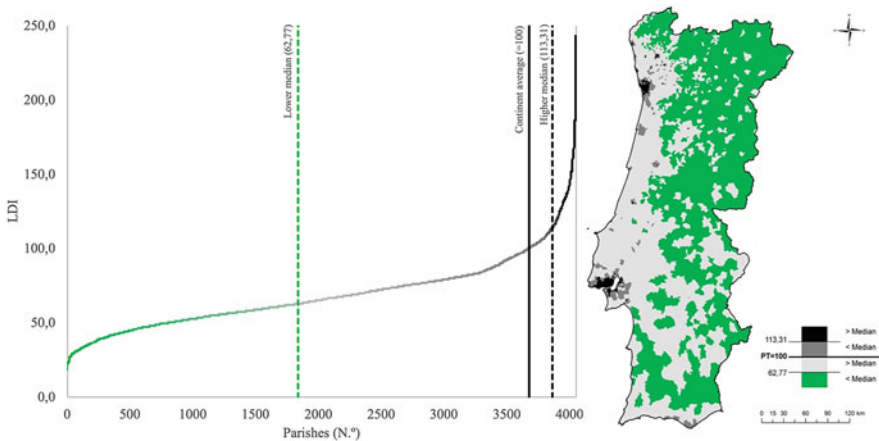 250,0
200,0
150,0
100,0
50,0
0,0
LDI
0
500
1000
1500
2000
2500
3000
3500
4000
Parishes (N.º)
Lower median (62,77)
Continent average (=100)
Higher median (113,31)
113,31
PT=100
62,77
> Median
< Median
> Median
< Median
0 15 30 60 90 120 km